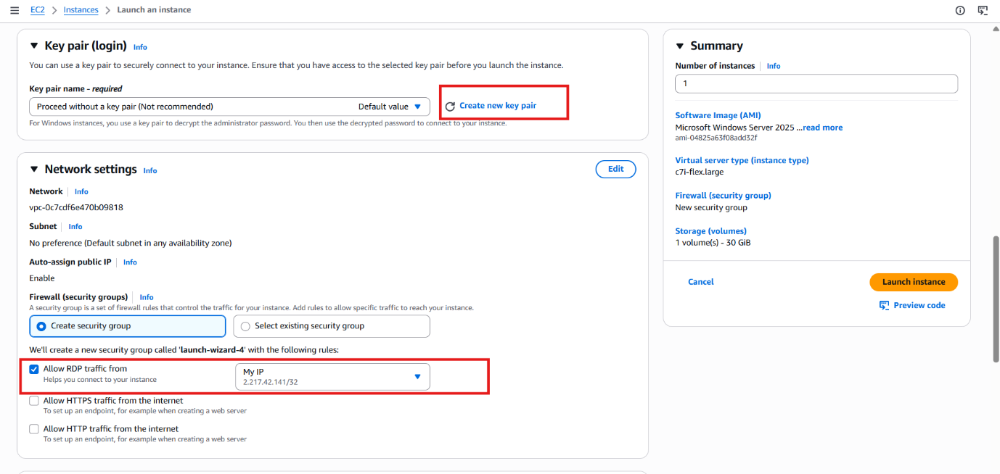 EC2 > Instances > Launch an instance
Key pair (login) Info
You can use a key pair to securely connect to your instance. Ensure that you have access to the selected key pair before you launch the instance.
Key pair name - required
Proceed without a key pair (Not recommended) Default value
Create new key pair
For Windows instances, you use a key pair to decrypt the administrator password. You then use the decrypted password to connect to your instance.
Network settings Info
Edit
Network Info
vpc-0c7cdf6e470b09818
Subnet Info
No preference (Default subnet in any availability zone)
Auto-assign public IP Info
Enable
Firewall (security groups) Info
A security group is a set of firewall rules that control the traffic for your instance. Add rules to allow specific traffic to reach your instance.
Create security group
Select existing security group
We'll create a new security group called 'launch-wizard-4' with the following rules:
Allow RDP traffic from
Helps you connect to your instance
My IP
2.217.42.141/32
Allow HTTPS traffic from the internet
To set up an endpoint, for example when creating a web server
Allow HTTP traffic from the internet
To set up an endpoint, for example when creating a web server
Summary
Number of instances Info
1
Software Image (AMI)
Microsoft Windows Server 2025 ...read more
ami-04825a63f08add32f
Virtual server type (instance type)
c7i-flex.large
Firewall (security group)
New security group
Storage (volumes)
1 volume(s) - 30 GiB
Cancel
Launch instance
Preview code